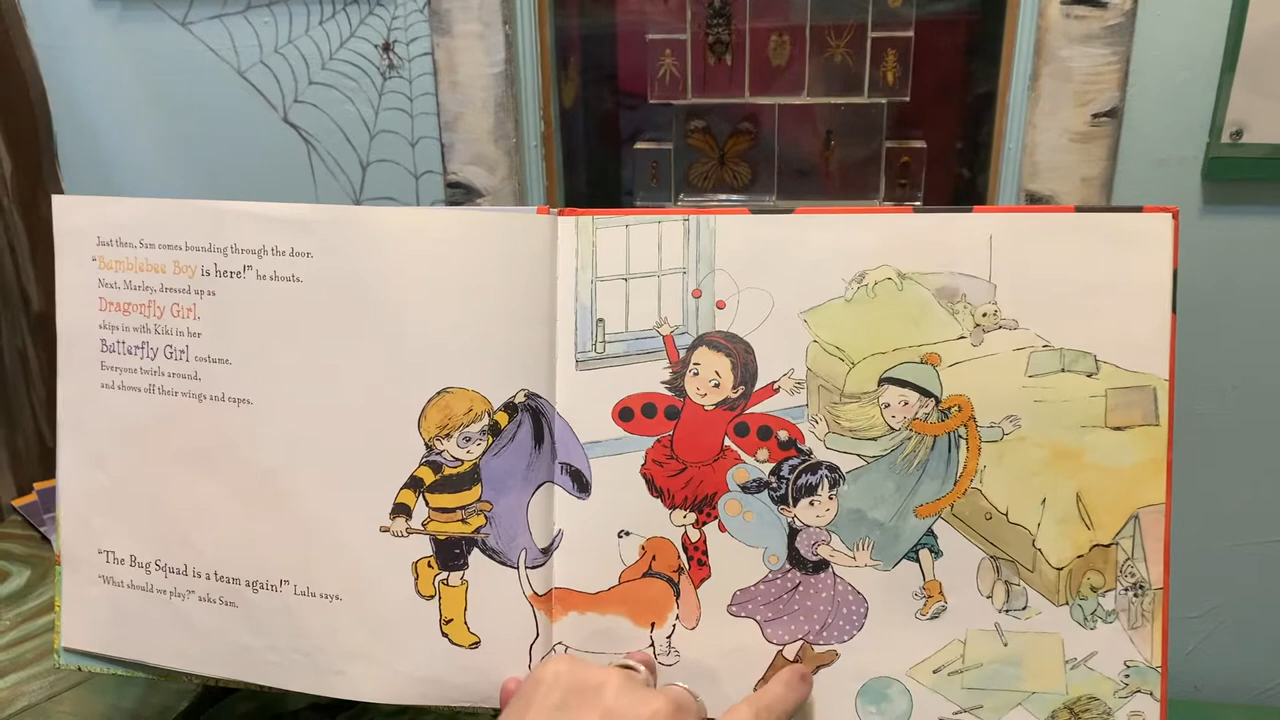 Just then, Sam comes bounding through the door.
“Bumblebee Boy is here!” he shouts.
Next, Marley, dressed up as
Dragonfly Girl,
skips in with Kiki in her
Butterfly Girl costume.
Everyone twirls around,
and shows off their wings and capes.
“The Bug Squad is a team again!” Lulu says.
“What should we play?” asks Sam.